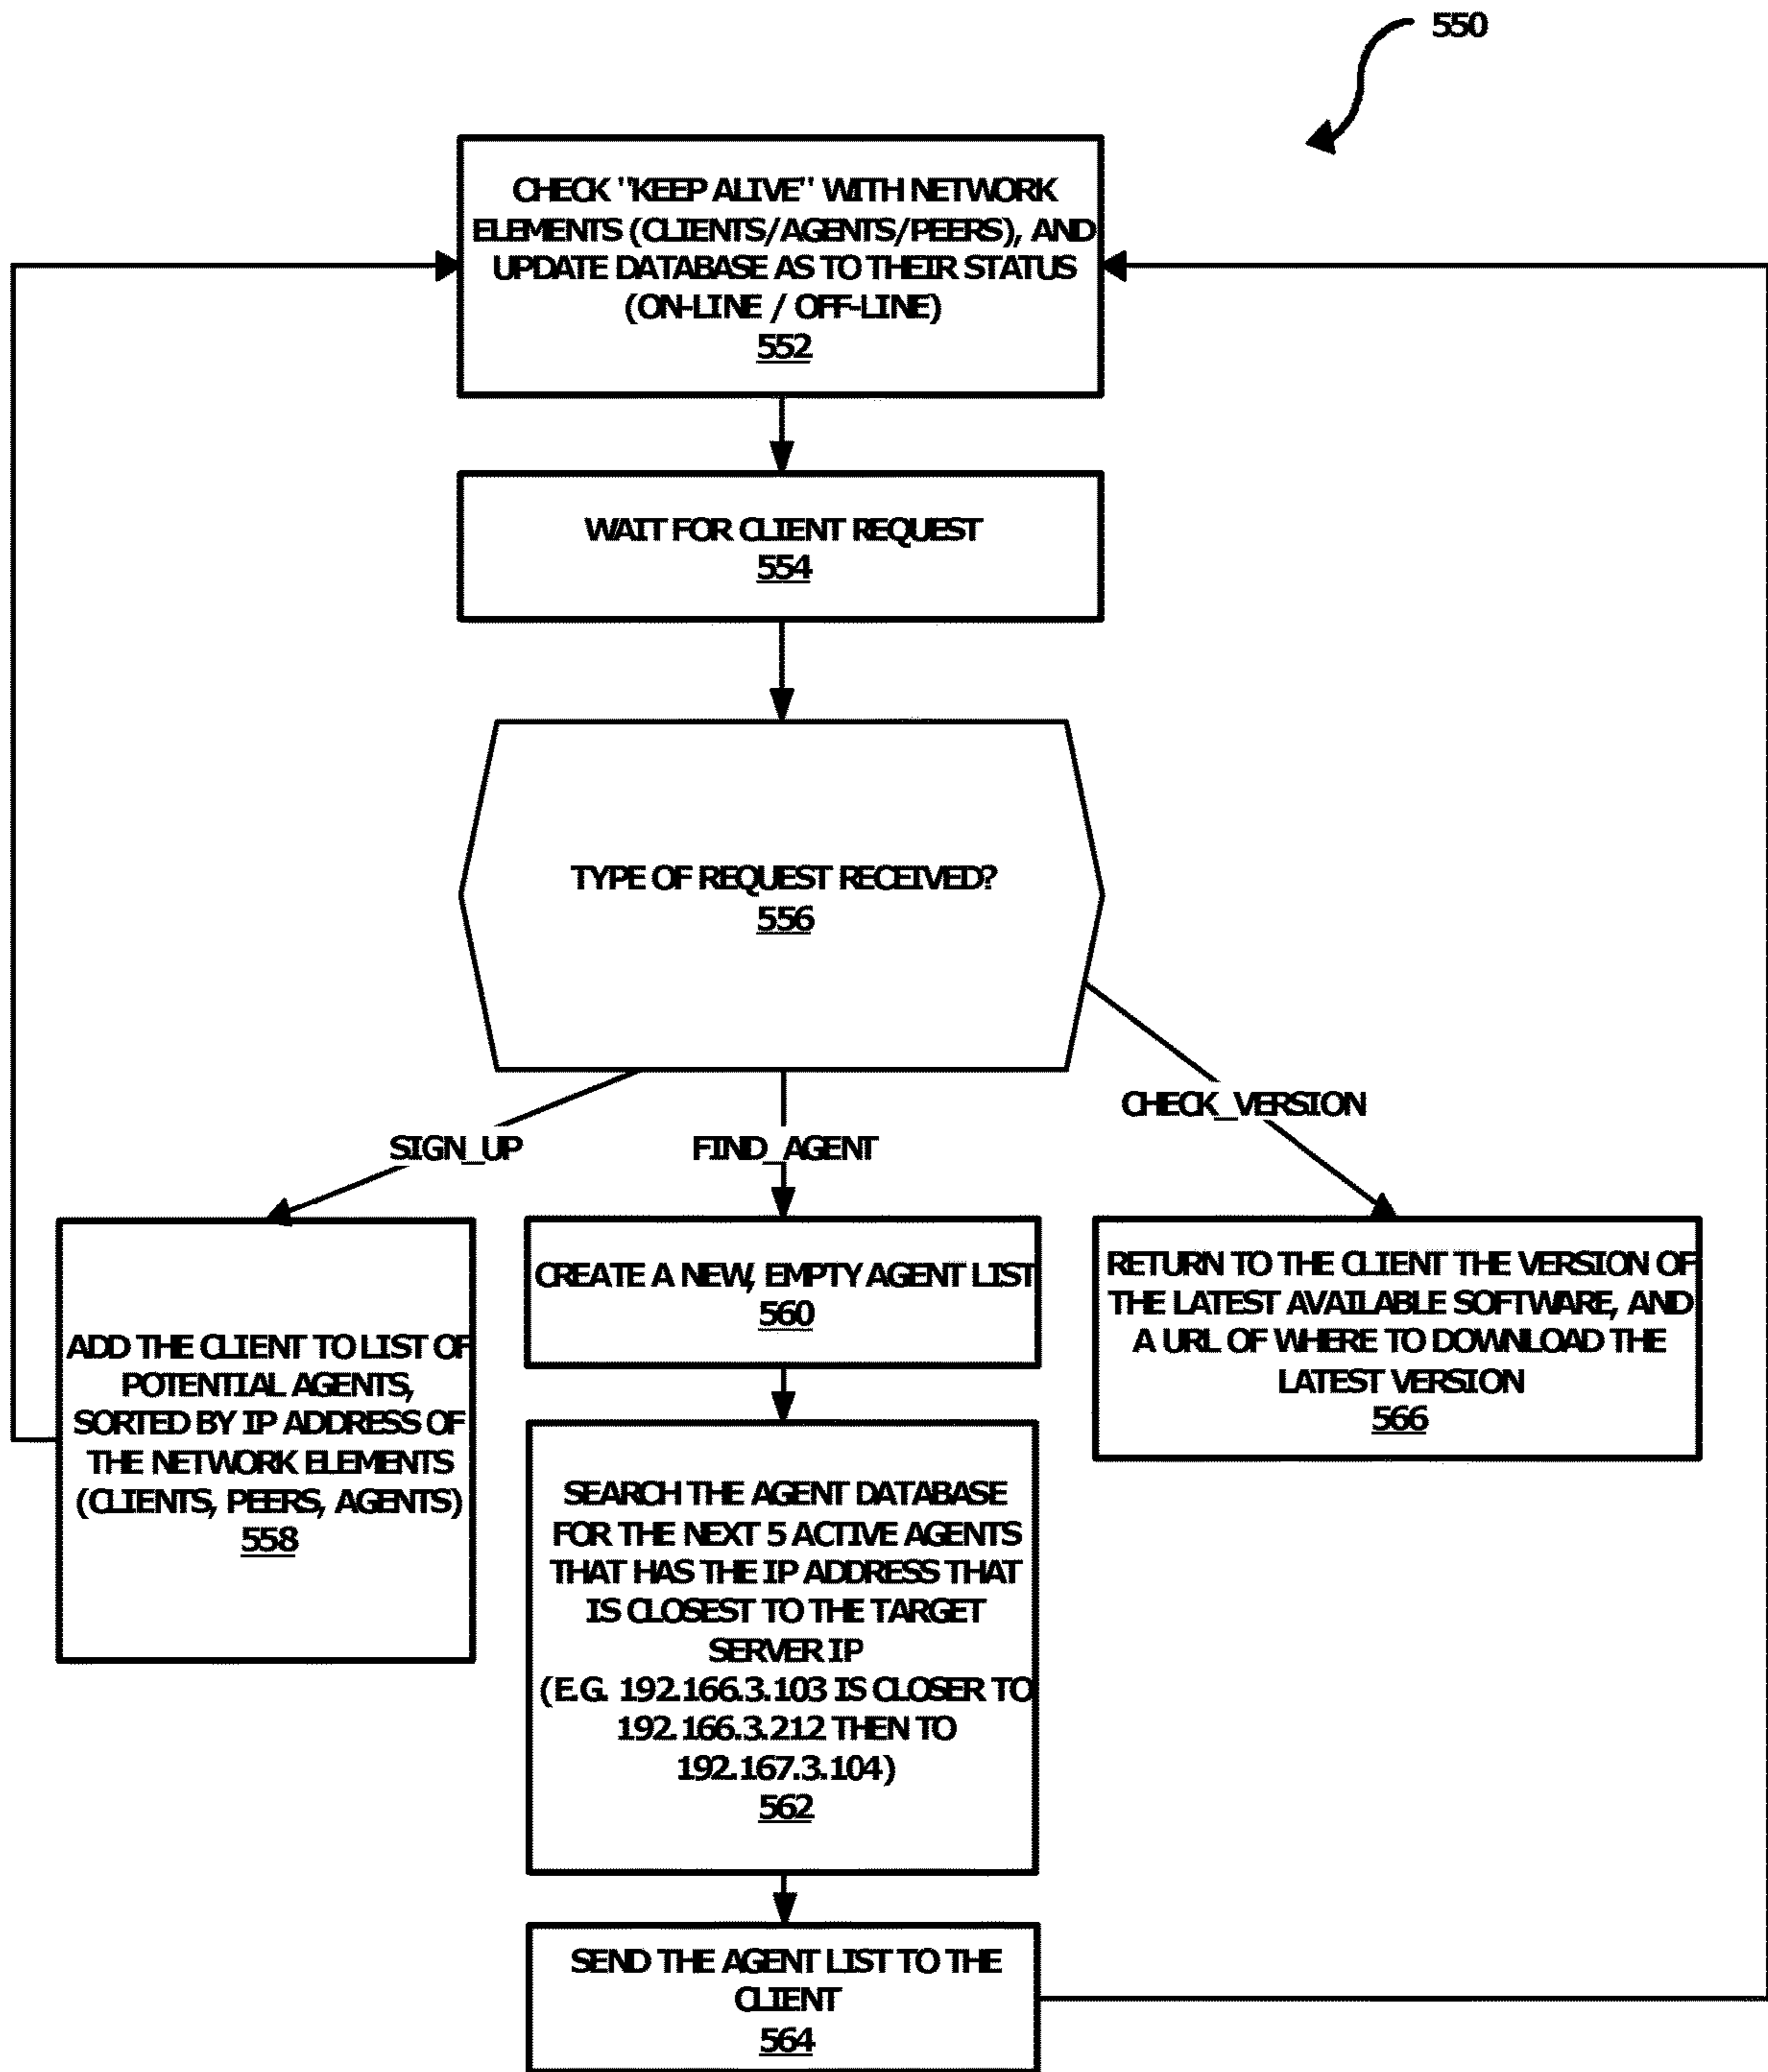 550
CHECK "KEEP ALIVE" WITH NETWORK
ELEMENTS (CLIENTS/AGENTS/PEERS), AND
UPDATE DATABASE AS TO THEIR STATUS
(ON-LINE / OFF-LINE)
552
WAIT FOR CLIENT REQUEST
554
TYPE OF REQUEST RECEIVED?
556
SIGN_UP
FIND_AGENT
CHECK_VERSION
ADD THE CLIENT TO LIST OF
POTENTIAL AGENTS,
SORTED BY IP ADDRESS OF
THE NETWORK ELEMENTS
(CLIENTS, PEERS, AGENTS)
558
CREATE A NEW, EMPTY AGENT LIST
560
SEARCH THE AGENT DATABASE
FOR THE NEXT 5 ACTIVE AGENTS
THAT HAS THE IP ADDRESS THAT
IS CLOSEST TO THE TARGET
SERVER IP
(E.G. 192.166.3.103 IS CLOSER TO
192.166.3.212 THEN TO
192.167.3.104)
562
SEND THE AGENT LIST TO THE
CLIENT
564
RETURN TO THE CLIENT THE VERSION OF
THE LATEST AVAILABLE SOFTWARE, AND
A URL OF WHERE TO DOWNLOAD THE
LATEST VERSION
566